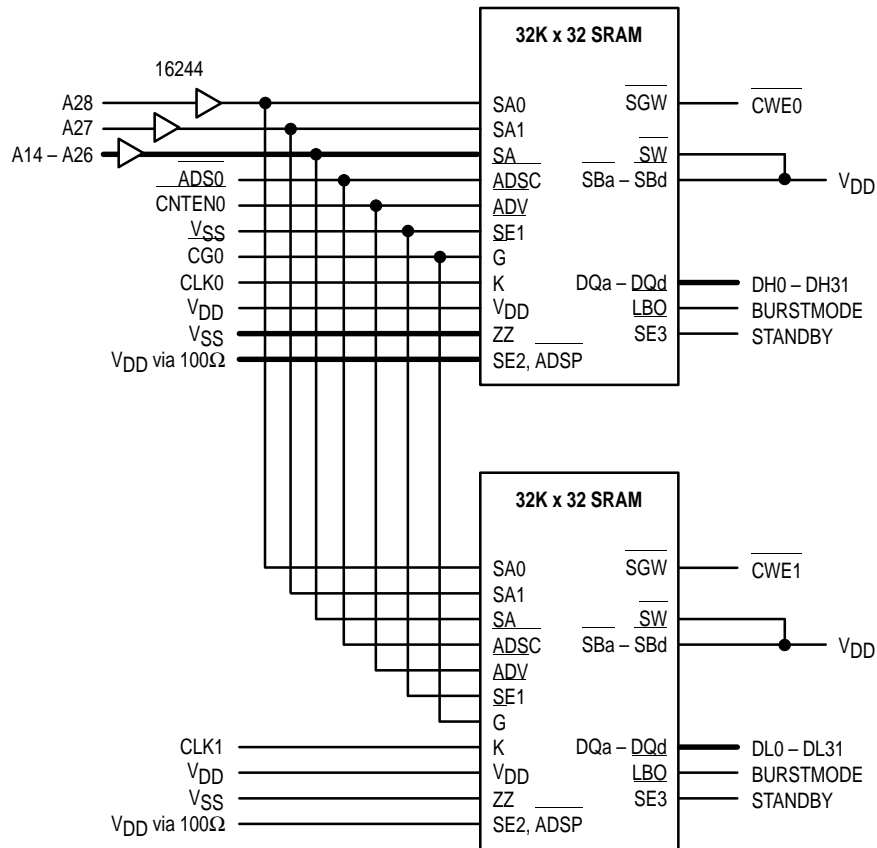 32K x 32 SRAM
16244
A28 SA0 SGW CWE0
A27 SA1
A14 – A26 SA SW
ADS0 ADSC SBa – SBd VDD
CNTEN0 ADV
VSS SE1
CG0 G
CLK0 K DQa – DQd DH0 – DH31
VDD VDD LBO BURSTMODE
VSS ZZ SE3 STANDBY
VDD via 100Ω SE2, ADSP
32K x 32 SRAM
SA0 SGW CWE1
SA1
SA SW
ADSC SBa – SBd VDD
ADV
SE1
G
CLK1 K DQa – DQd DL0 – DL31
VDD VDD LBO BURSTMODE
VSS ZZ SE3 STANDBY
VDD via 100Ω SE2, ADSP